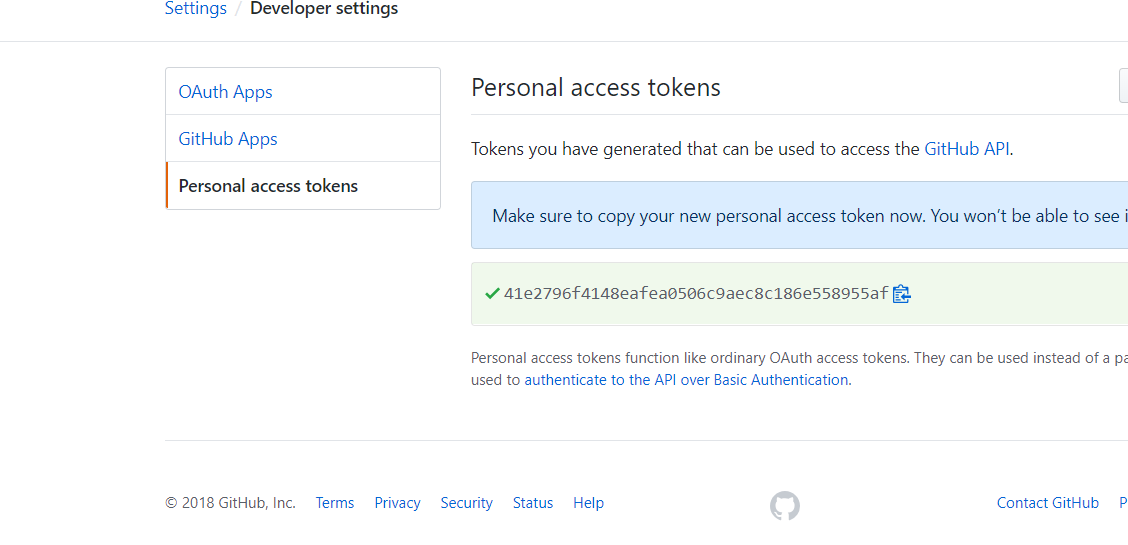 Settings / Developer settings
OAuth Apps
GitHub Apps
Personal access tokens
Personal access tokens
Tokens you have generated that can be used to access the GitHub API.
Make sure to copy your new personal access token now. You won’t be able to see
41e2796f4148eafea0506c9aec8c186e558955af
Personal access tokens function like ordinary OAuth access tokens. They can be used instead of a
used to authenticate to the API over Basic Authentication.
© 2018 GitHub, Inc. Terms Privacy Security Status Help Contact GitHub